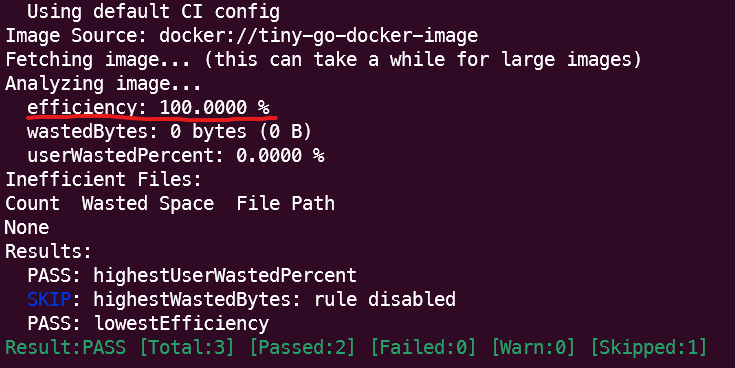 Using default CI config
Image Source: docker://tiny-go-docker-image
Fetching image... (this can take a while for large images)
Analyzing image...
efficiency: 100.0000 %
wastedBytes: 0 bytes (0 B)
userWastedPercent: 0.0000 %
Inefficient Files:
Count  Wasted Space  File Path
None
Results:
PASS: highestUserWastedPercent
SKIP: highestWastedBytes: rule disabled
PASS: lowestEfficiency
Result:PASS [Total:3] [Passed:2] [Failed:0] [Warn:0] [Skipped:1]